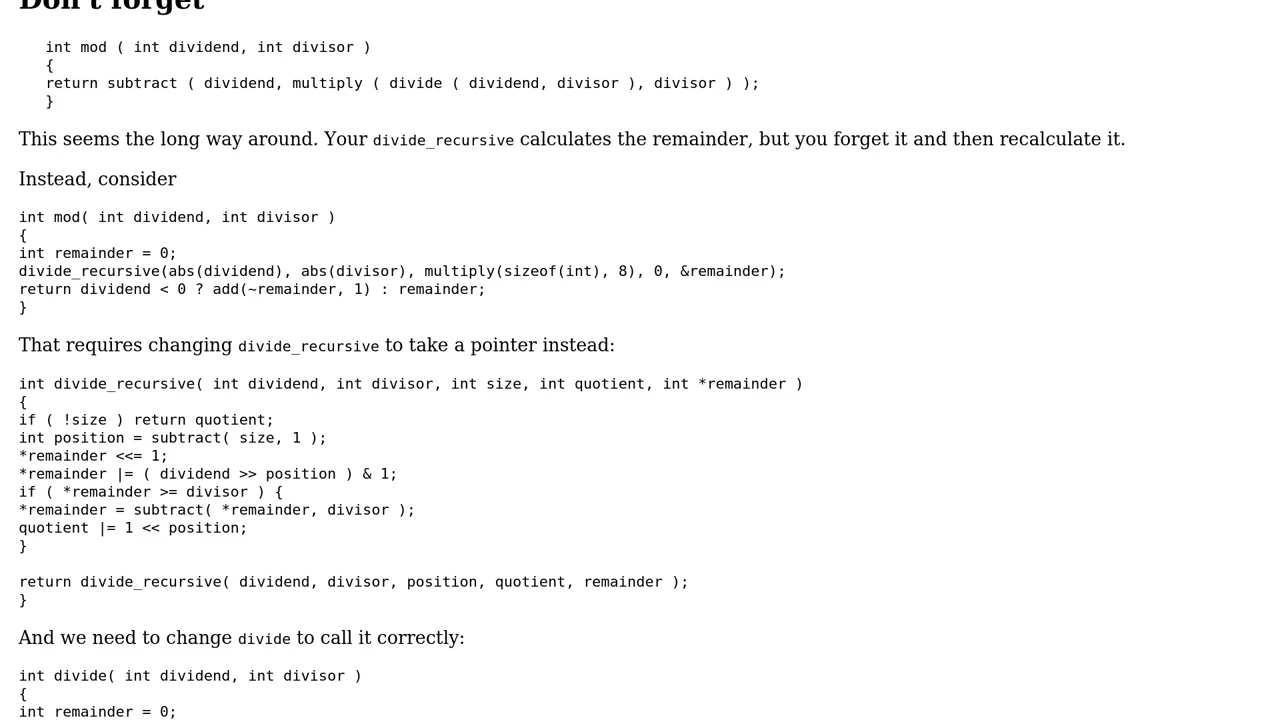 Don't forget
int mod ( int dividend, int divisor )
{
return subtract ( dividend, multiply ( divide ( dividend, divisor ), divisor ) );
}
This seems the long way around. Your divide_recursive calculates the remainder, but you forget it and then recalculate it.
Instead, consider
int mod( int dividend, int divisor )
{
int remainder = 0;
divide_recursive(abs(dividend), abs(divisor), multiply(sizeof(int), 8), 0, &remainder);
return dividend < 0 ? add(~remainder, 1) : remainder;
}
That requires changing divide_recursive to take a pointer instead:
int divide_recursive( int dividend, int divisor, int size, int quotient, int *remainder )
{
if ( !size ) return quotient;
int position = subtract( size, 1 );
*remainder <<= 1;
*remainder |= ( dividend >> position ) & 1;
if ( *remainder >= divisor ) {
*remainder = subtract( *remainder, divisor );
quotient |= 1 << position;
}
return divide_recursive( dividend, divisor, position, quotient, remainder );
}
And we need to change divide to call it correctly:
int divide( int dividend, int divisor )
{
int remainder = 0;